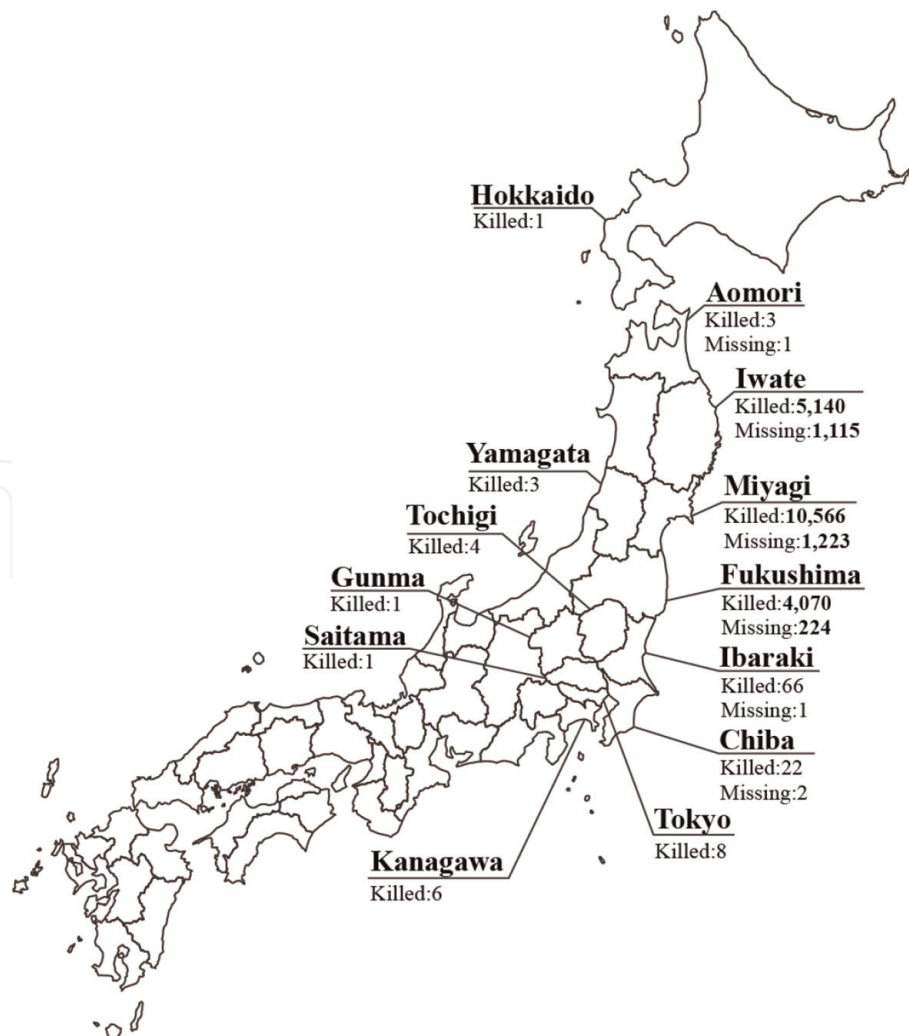 Hokkaido
Killed:1
Aomori
Killed:3
Missing:1
Iwate
Killed:5,140
Missing:1,115
Yamagata
Killed:3
Miyagi
Killed:10,566
Missing:1,223
Tochigi
Killed:4
Gunma
Killed:1
Fukushima
Killed:4,070
Missing:224
Saitama
Killed:1
Ibaraki
Killed:66
Missing:1
Chiba
Killed:22
Missing:2
Tokyo
Killed:8
Kanagawa
Killed:6